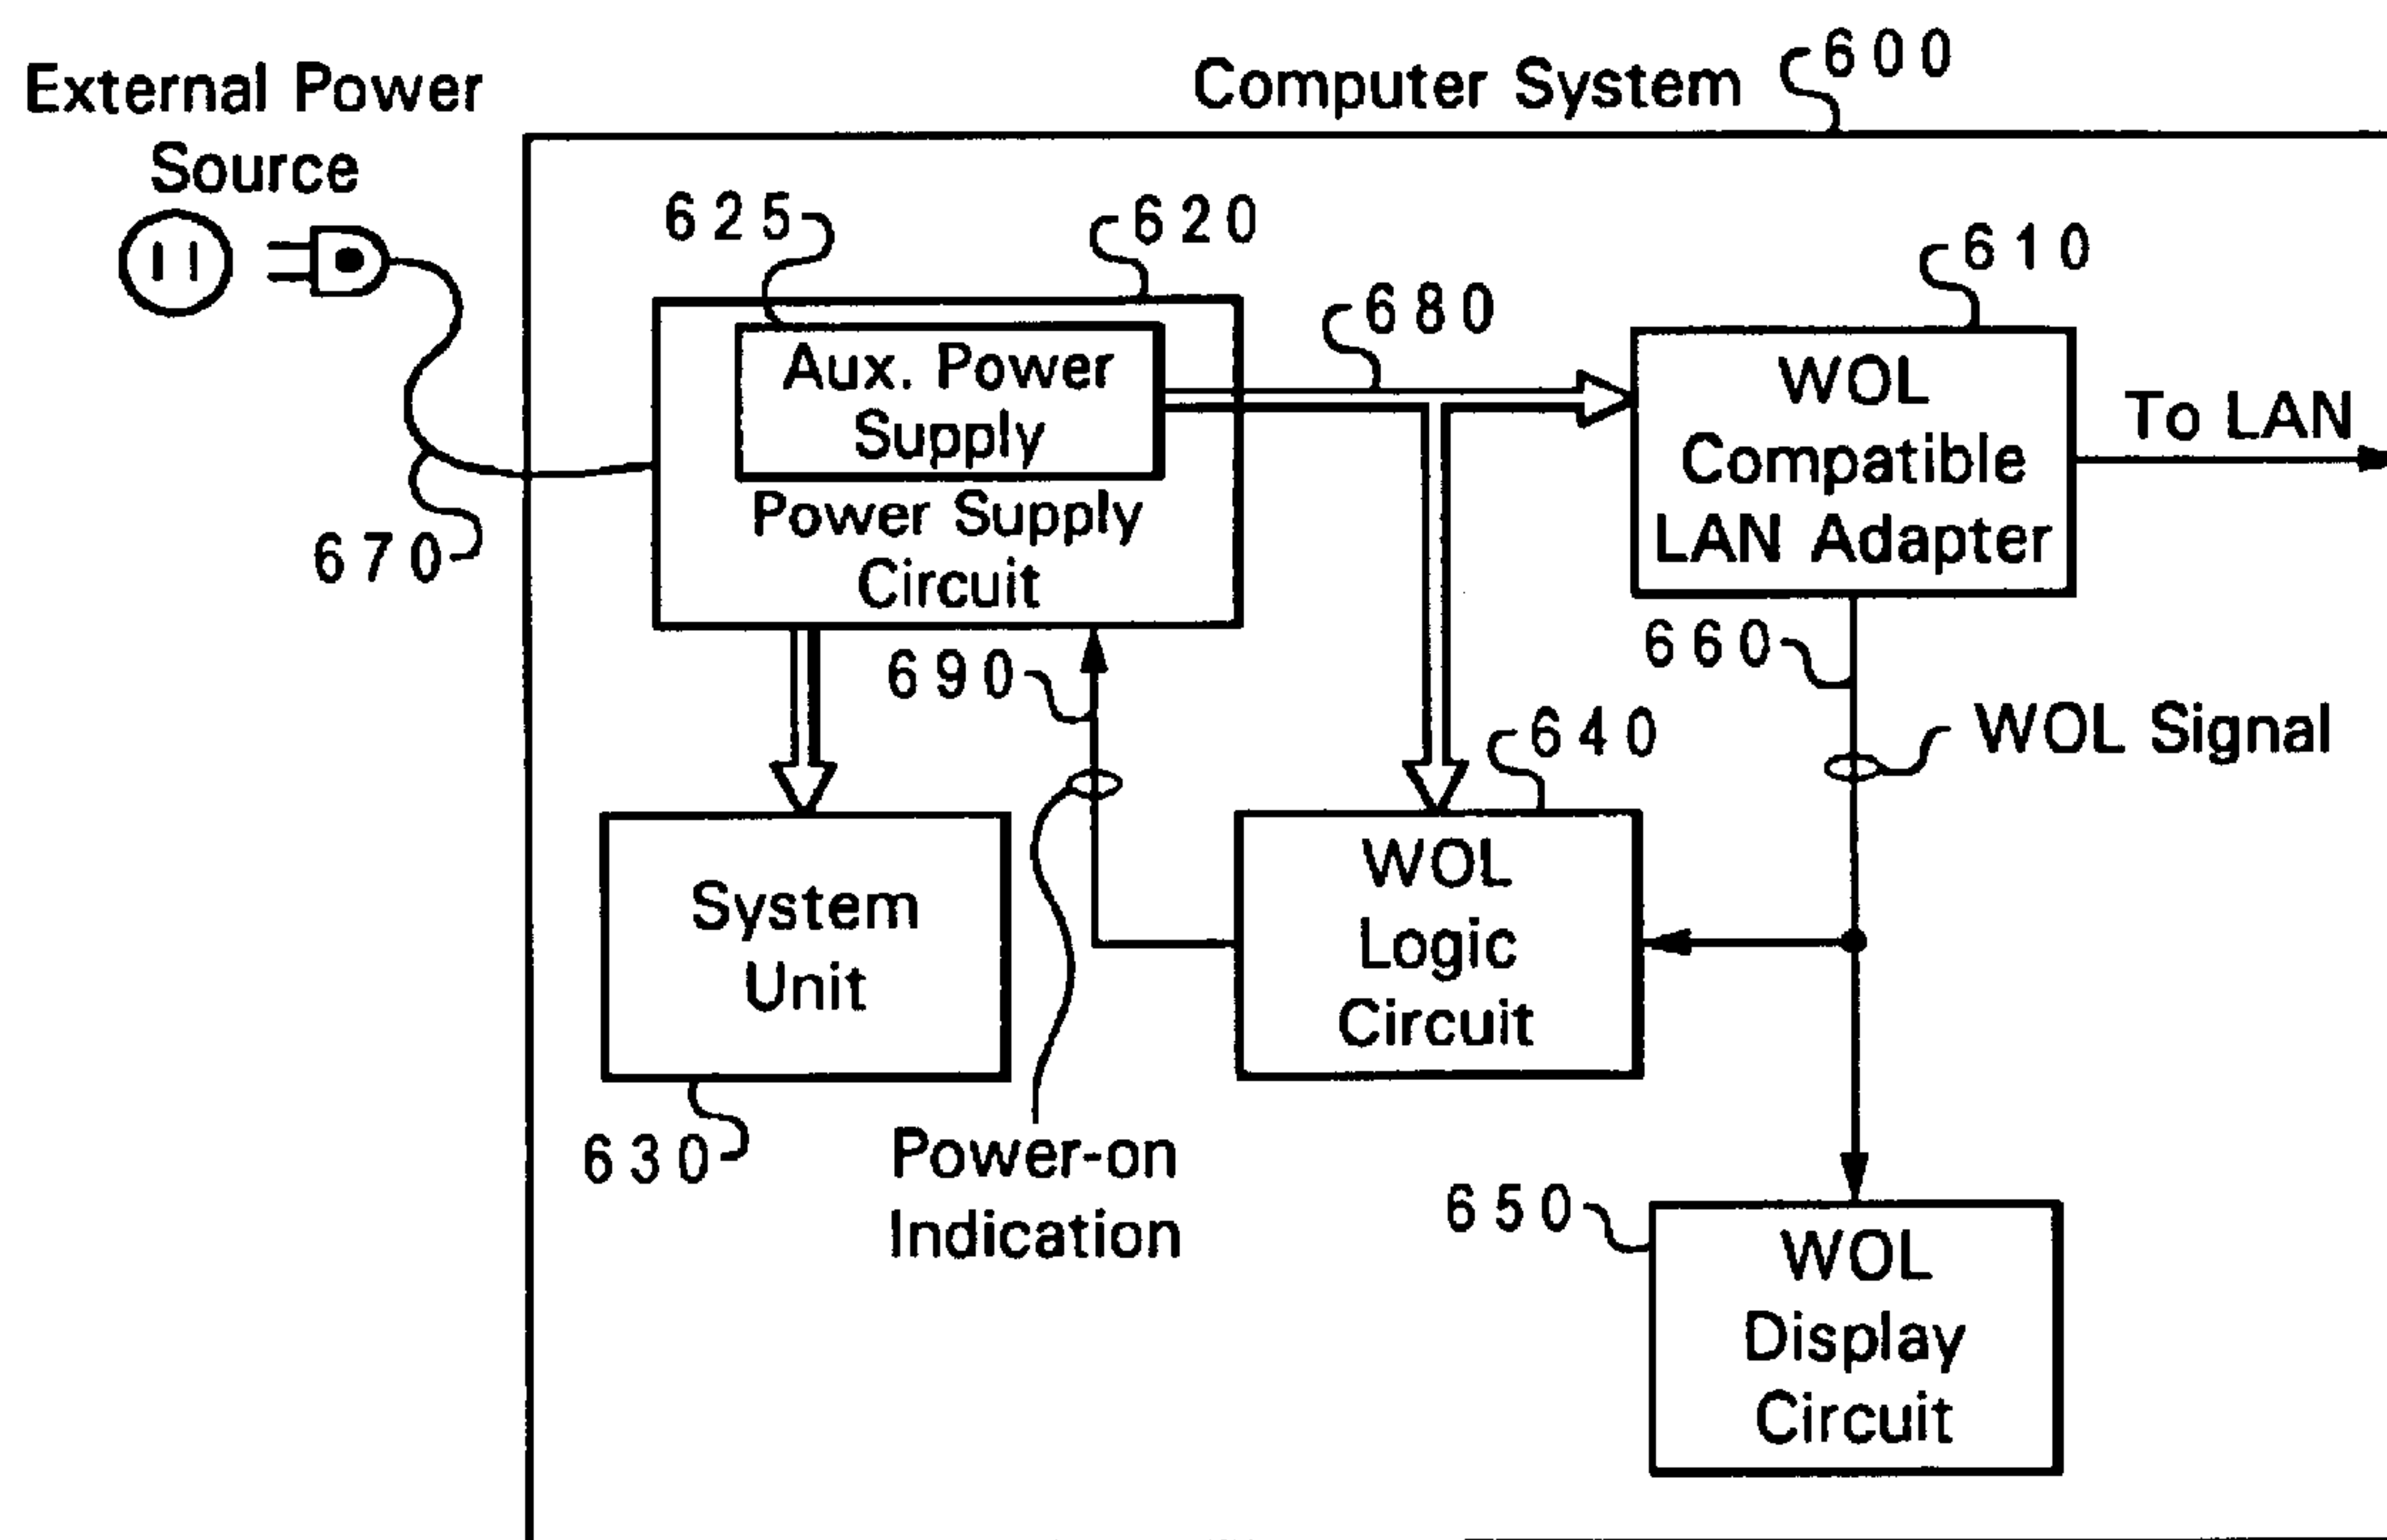 External Power
Source
Computer System
600
625
620
680
610
Aux. Power
Supply
Power Supply
Circuit
WOL
Compatible
LAN Adapter
To LAN
670
690
660
640
WOL Signal
System
Unit
WOL
Logic
Circuit
630
Power-on
Indication
650
WOL
Display
Circuit